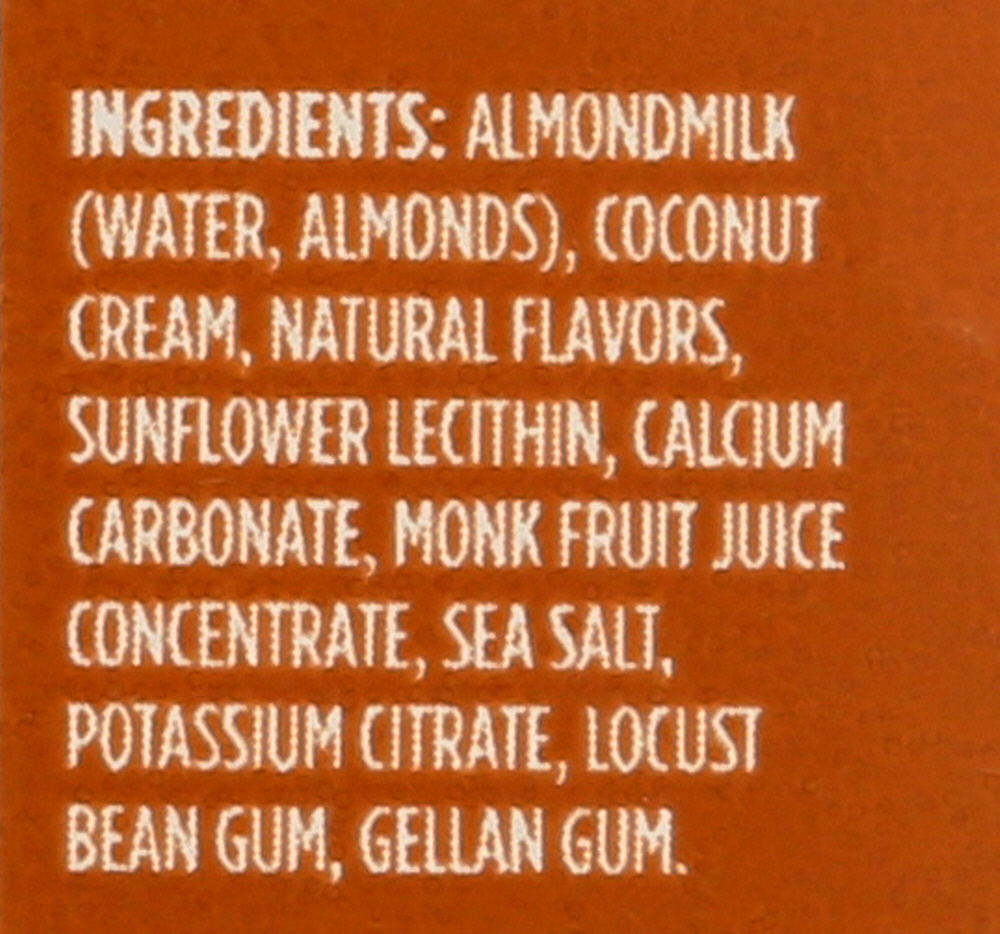 INGREDIENTS: ALMONDMILK
(WATER, ALMONDS), COCONUT
CREAM, NATURAL FLAVORS,
SUNFLOWER LECITHIN, CALCIUM
CARBONATE, MONK FRUIT JUICE
CONCENTRATE, SEA SALT,
POTASSIUM CITRATE, LOCUST
BEAN GUM, GELLAN GUM.